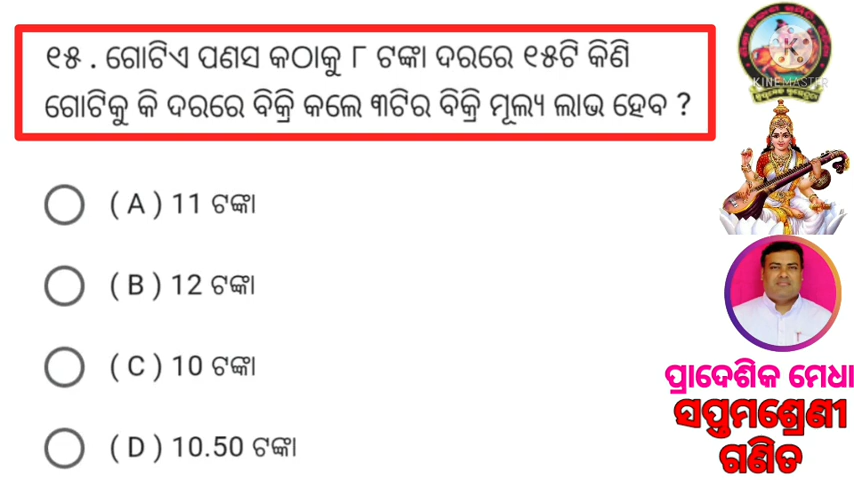 ୧୫ . ଗୋଟିଏ ପଣସ କଠାକୁ ୮ ଟଙ୍କା ଦରରେ ୧୫ଟି କିଣି
ଗୋଟିକୁ କି ଦରରେ ବିକ୍ରି କଲେ ୩ଟିର ବିକ୍ରି ମୂଲ୍ୟ ଲାଭ ହେବ ?
( A ) 11 ଟଙ୍କା
( B ) 12 ଟଙ୍କା
( C ) 10 ଟଙ୍କା
( D ) 10.50 ଟଙ୍କା
KINEMASTER
ପ୍ରାଦେଶିକ ମେଧା
ସପ୍ତମଶ୍ରେଣୀ
ଗଣିତ